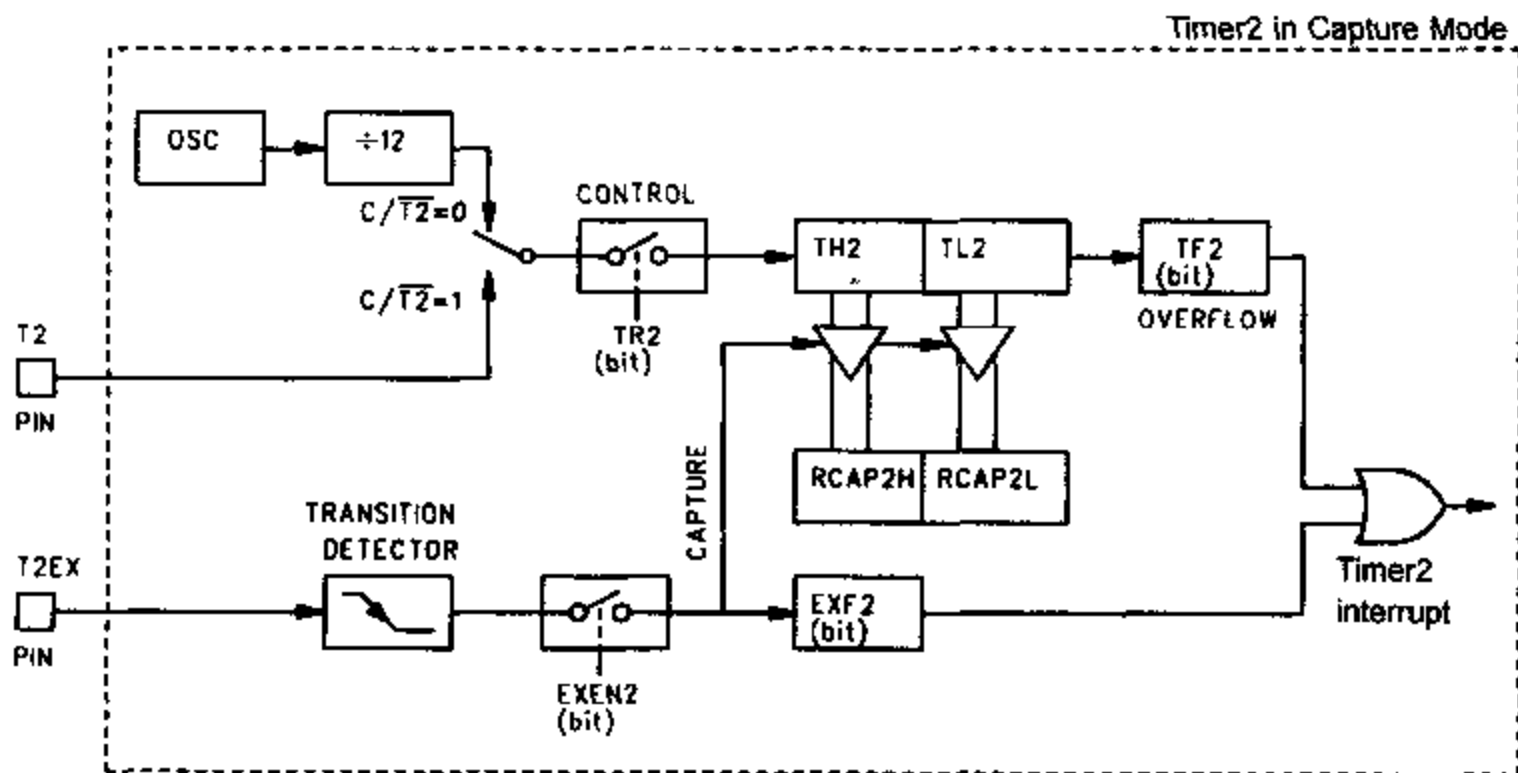 Timer2 in Capture Mode
OSC
÷12
C/T2̅=0
C/T2̅=1
CONTROL
TR2
(bit)
TH2
TL2
TF2
(bit)
OVERFLOW
T2
PIN
CAPTURE
RCAP2H
RCAP2L
TRANSITION
DETECTOR
T2EX
PIN
EXEN2
(bit)
EXF2
(bit)
Timer2
interrupt